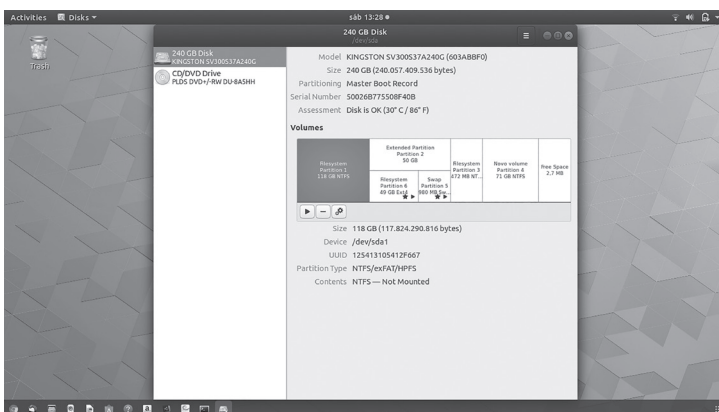 Activities Disks sáb 13:28
240 GB Disk
/dev/sda
Trash
240 GB Disk
KINGSTON SV300S37A240G
CD/DVD Drive
PLDS DVD+/-RW DU-8A5HH
Model KINGSTON SV300S37A240G (603ABBF0)
Size 240 GB (240.057.409.536 bytes)
Partitioning Master Boot Record
Serial Number 50026B775508F40B
Assessment Disk is OK (30° C / 86° F)
Volumes
Filesystem
Partition 1
118 GB NTFS
Extended Partition
Partition 2
50 GB
Filesystem
Partition 6
49 GB Ext4
Swap
Partition 5
980 MB Sw...
Filesystem
Partition 3
472 MB NT...
Novo volume
Partition 4
71 GB NTFS
Free Space
2,7 MB
Size 118 GB (117.824.290.816 bytes)
Device /dev/sda1
UUID 125413105412F667
Partition Type NTFS/exFAT/HPFS
Contents NTFS — Not Mounted